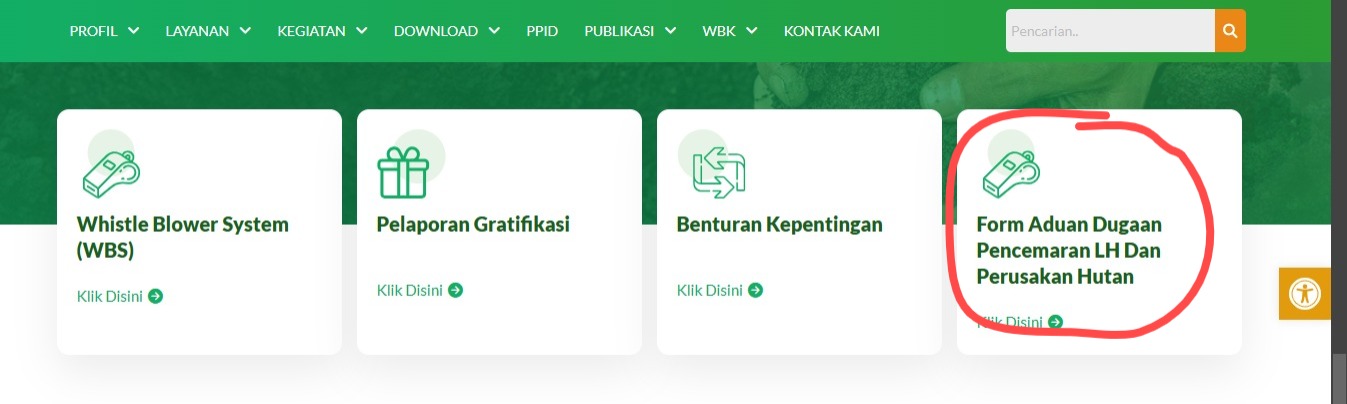 PROFIL LAYANAN KEGIATAN DOWNLOAD PPID PUBLIKASI WBK KONTAK KAMI Pencarian..
Whistle Blower System
(WBS)
Klik Disini
Pelaporan Gratifikasi
Klik Disini
Benturan Kepentingan
Klik Disini
Form Aduan Dugaan
Pencemaran LH Dan
Perusakan Hutan
Klik Disini